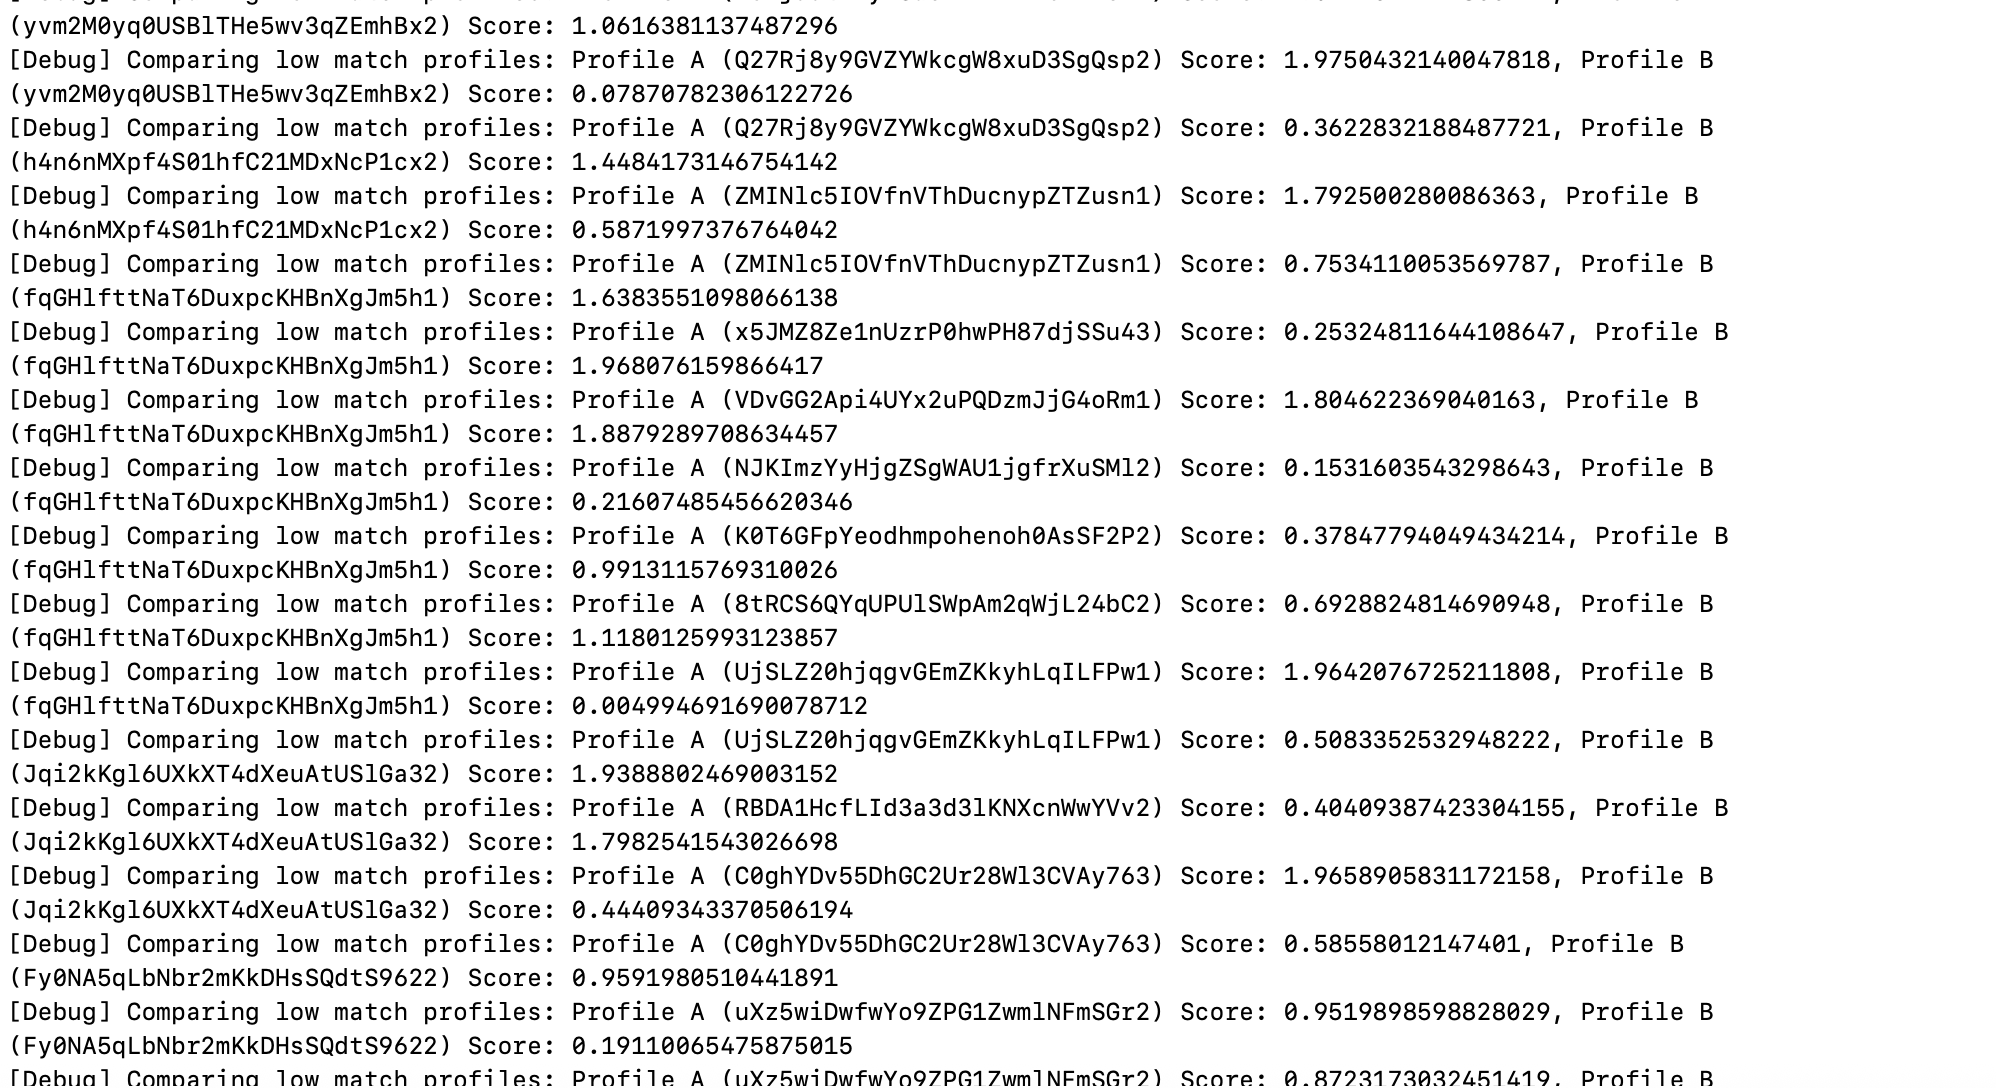 (yvm2M0yq0USBlTHe5wv3qZEmhBx2) Score: 1.0616381137487296
[Debug] Comparing low match profiles: Profile A (Q27Rj8y9GVZYWkcgW8xuD3SgQsp2) Score: 1.9750432140047818, Profile B
(yvm2M0yq0USBlTHe5wv3qZEmhBx2) Score: 0.07870782306122726
[Debug] Comparing low match profiles: Profile A (Q27Rj8y9GVZYWkcgW8xuD3SgQsp2) Score: 0.3622832188487721, Profile B
(h4n6nMXpf4S01hfC21MDxNcP1cx2) Score: 1.4484173146754142
[Debug] Comparing low match profiles: Profile A (ZMINlc5IOVfnVThDucnypZTZusn1) Score: 1.792500280086363, Profile B
(h4n6nMXpf4S01hfC21MDxNcP1cx2) Score: 0.5871997376764042
[Debug] Comparing low match profiles: Profile A (ZMINlc5IOVfnVThDucnypZTZusn1) Score: 0.7534110053569787, Profile B
(fqGHlfttNaT6DuxpcKHBnXgJm5h1) Score: 1.6383551098066138
[Debug] Comparing low match profiles: Profile A (x5JMZ8Ze1nUzrP0hwPH87djSSu43) Score: 0.25324811644108647, Profile B
(fqGHlfttNaT6DuxpcKHBnXgJm5h1) Score: 1.968076159866417
[Debug] Comparing low match profiles: Profile A (VDvGG2Api4UYx2uPQDzmJjG4oRm1) Score: 1.804622369040163, Profile B
(fqGHlfttNaT6DuxpcKHBnXgJm5h1) Score: 1.8879289708634457
[Debug] Comparing low match profiles: Profile A (NJKImzYyHjgZSgWAU1jgfrXuSMl2) Score: 0.1531603543298643, Profile B
(fqGHlfttNaT6DuxpcKHBnXgJm5h1) Score: 0.21607485456620346
[Debug] Comparing low match profiles: Profile A (K0T6GFpYeodhmpohenoh0AsSF2P2) Score: 0.37847794049434214, Profile B
(fqGHlfttNaT6DuxpcKHBnXgJm5h1) Score: 0.9913115769310026
[Debug] Comparing low match profiles: Profile A (8tRCS6QYqUPUlSWpAm2qWjL24bC2) Score: 0.6928824814690948, Profile B
(fqGHlfttNaT6DuxpcKHBnXgJm5h1) Score: 1.1180125993123857
[Debug] Comparing low match profiles: Profile A (UjSLZ20hjqgvGEmZKkyhLqILFPw1) Score: 1.9642076725211808, Profile B
(fqGHlfttNaT6DuxpcKHBnXgJm5h1) Score: 0.004994691690078712
[Debug] Comparing low match profiles: Profile A (UjSLZ20hjqgvGEmZKkyhLqILFPw1) Score: 0.5083352532948222, Profile B
(Jqi2kKgl6UXkXT4dXeuAtUSlGa32) Score: 1.9388802469003152
[Debug] Comparing low match profiles: Profile A (RBDA1HcfLId3a3d3lKNXcnWwYVv2) Score: 0.40409387423304155, Profile B
(Jqi2kKgl6UXkXT4dXeuAtUSlGa32) Score: 1.7982541543026698
[Debug] Comparing low match profiles: Profile A (C0ghYDv55DhGC2Ur28Wl3CVAy763) Score: 1.9658905831172158, Profile B
(Jqi2kKgl6UXkXT4dXeuAtUSlGa32) Score: 0.44409343370506194
[Debug] Comparing low match profiles: Profile A (C0ghYDv55DhGC2Ur28Wl3CVAy763) Score: 0.58558012147401, Profile B
(Fy0NA5qLbNbr2mKkDHsSQdtS9622) Score: 0.9591980510441891
[Debug] Comparing low match profiles: Profile A (uXz5wiDwfwYo9ZPG1ZwmlNFmSGr2) Score: 0.9519898598828029, Profile B
(Fy0NA5qLbNbr2mKkDHsSQdtS9622) Score: 0.19110065475875015
[Debug] Comparing low match profiles: Profile A (uXz5wiDwfwYo9ZPG1ZwmlNFmSGr2) Score: 0.8723173032451419, Profile B